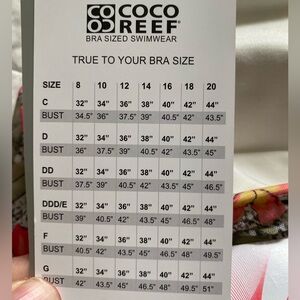 COCO
REEF®
BRA SIZED SWIMWEAR
TRUE TO YOUR BRA SIZE
SIZE 8 10 12 14 16 18 20
C 32" 34" 36" 38" 40" 42" 44"
BUST 34.5" 36" 37.5" 39" 40.5" 42" 43.5"
D 32" 34" 36" 38" 40" 42" 44"
BUST 36" 37.5" 39" 40.5" 42" 43.5" 45"
DD 32" 34" 36" 38" 40" 42" 44"
BUST 37.5" 39" 40.5" 42" 43.5" 45" 46.5"
DDD/E 32" 34" 36" 38" 40" 42" 44"
BUST 39" 40.5" 42" 43.5" 45" 46.5" 48"
F 32" 34" 36" 38" 40" 42" 44"
BUST 40.5" 42" 43.5" 45" 46.5" 48" 49.5"
G 32" 34" 36" 38" 40" 42" 44"
BUST 42" 43.5" 45" 46.5" 48" 49.5" 51"